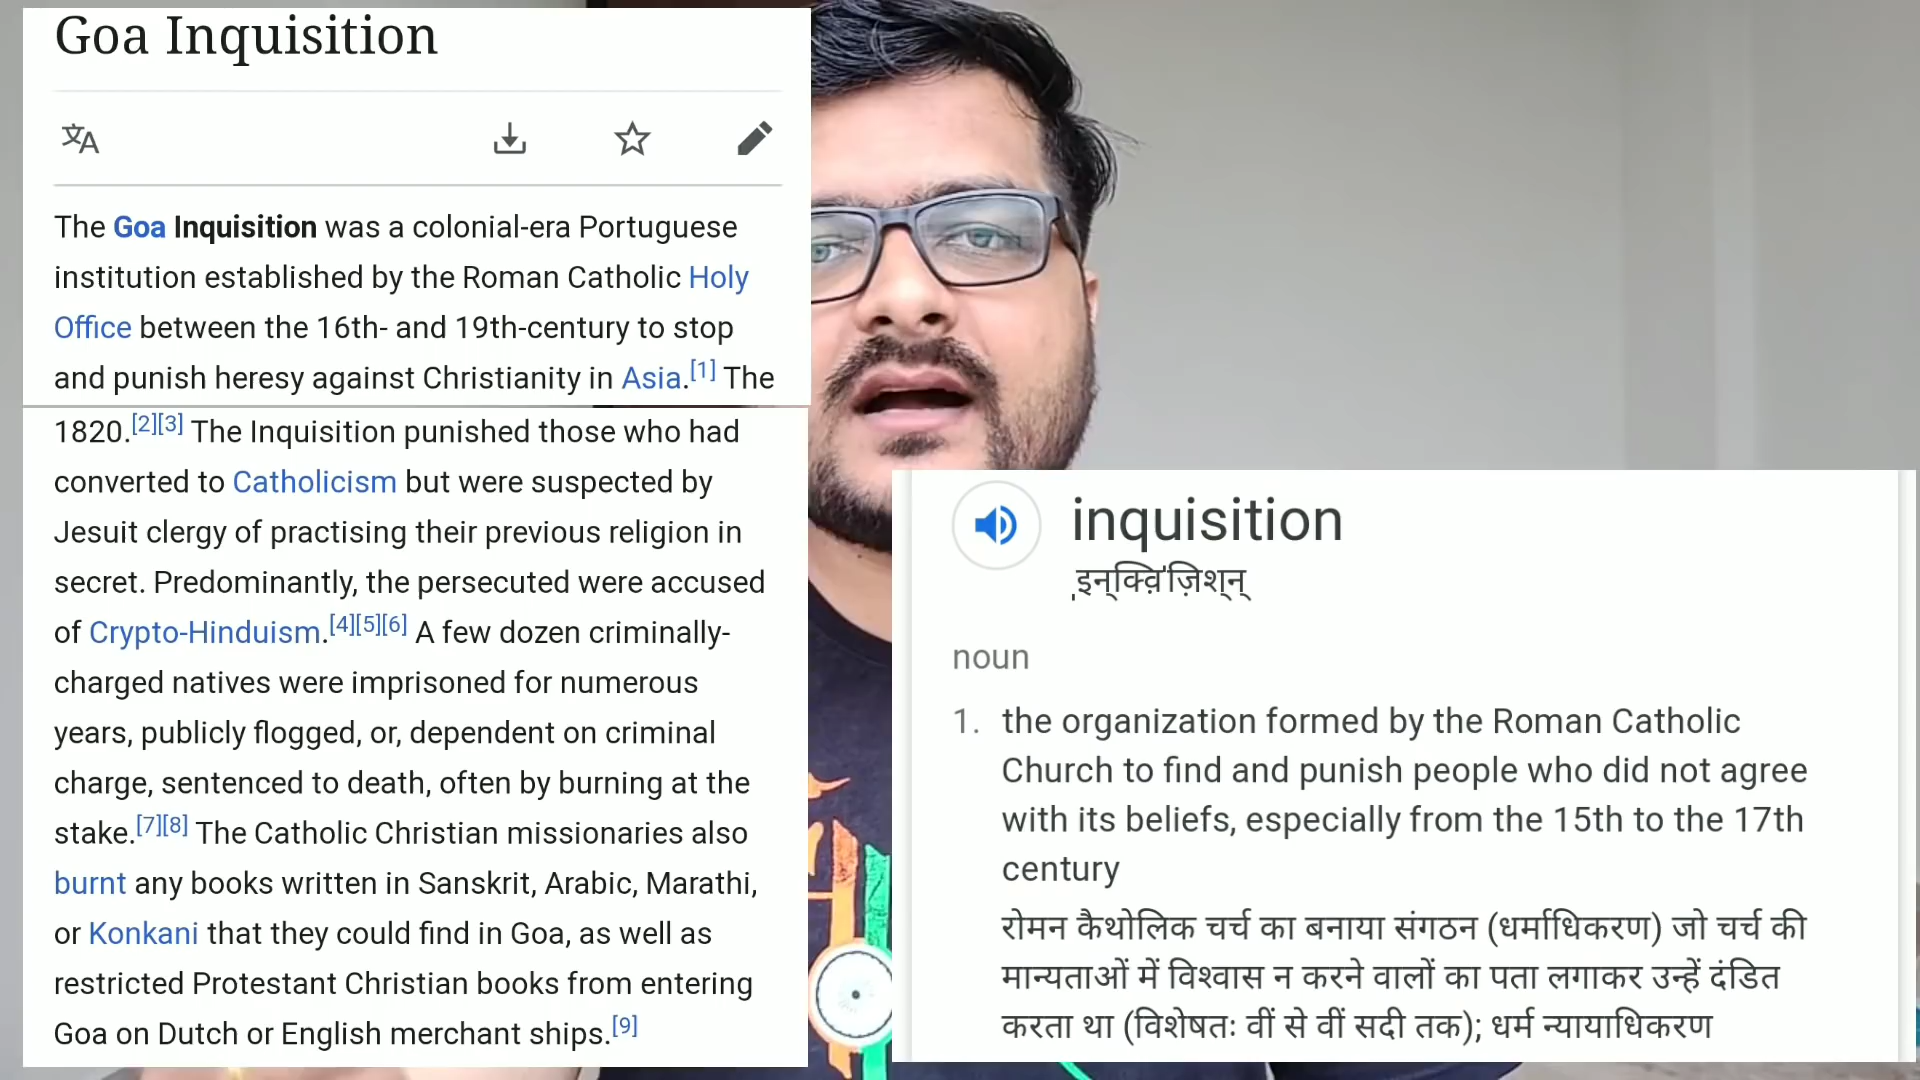 Goa Inquisition
The Goa Inquisition was a colonial-era Portuguese
institution established by the Roman Catholic Holy
Office between the 16th- and 19th-century to stop
and punish heresy against Christianity in Asia.[1] The
1820.[2][3] The Inquisition punished those who had
converted to Catholicism but were suspected by
Jesuit clergy of practising their previous religion in
secret. Predominantly, the persecuted were accused
of Crypto-Hinduism.[4][5][6] A few dozen criminally-
charged natives were imprisoned for numerous
years, publicly flogged, or, dependent on criminal
charge, sentenced to death, often by burning at the
stake.[7][8] The Catholic Christian missionaries also
burnt any books written in Sanskrit, Arabic, Marathi,
or Konkani that they could find in Goa, as well as
restricted Protestant Christian books from entering
Goa on Dutch or English merchant ships.[9]
inquisition
ˌइन्क्व़िˈज़िश्न्
noun
1. the organization formed by the Roman Catholic
Church to find and punish people who did not agree
with its beliefs, especially from the 15th to the 17th
century
रोमन कैथोलिक चर्च का बनाया संगठन (धर्माधिकरण) जो चर्च की
मान्यताओं में विश्वास न करने वालों का पता लगाकर उन्हें दंडित
करता था (विशेषतः वीं से वीं सदी तक); धर्म न्यायाधिकरण